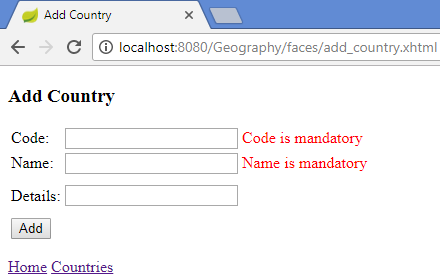 Add Country
localhost:8080/Geography/faces/add_country.xhtml
Add Country
Code: Code is mandatory
Name: Name is mandatory
Details:
Add
Home Countries